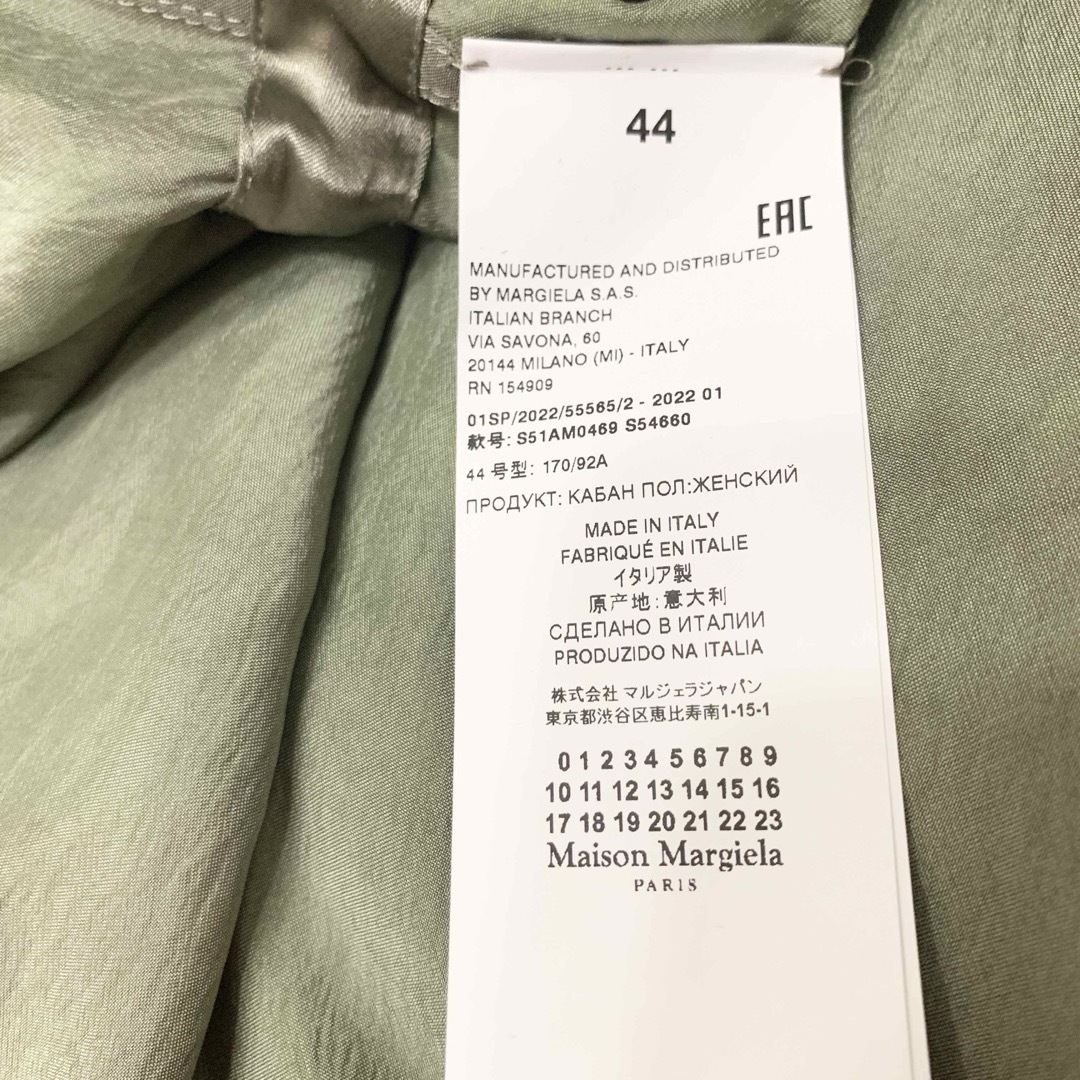 44
EAC
MANUFACTURED AND DISTRIBUTED
BY MARGIELA S.A.S.
ITALIAN BRANCH
VIA SAVONA, 60
20144 MILANO (MI) - ITALY
RN 154909
01SP/2022/55565/2 - 2022 01
款号: S51AM0469 S54660
44 号型: 170/92A
ПРОДУКТ: КАБАН ПОЛ:ЖЕНСКИЙ
MADE IN ITALY
FABRIQUÉ EN ITALIE
イタリア製
原产地:意大利
СДЕЛАНО В ИТАЛИИ
PRODUZIDO NA ITALIA
株式会社 マルジェラジャパン
東京都渋谷区恵比寿南1-15-1
0 1 2 3 4 5 6 7 8 9
10 11 12 13 14 15 16
17 18 19 20 21 22 23
Maison Margiela
PARIS